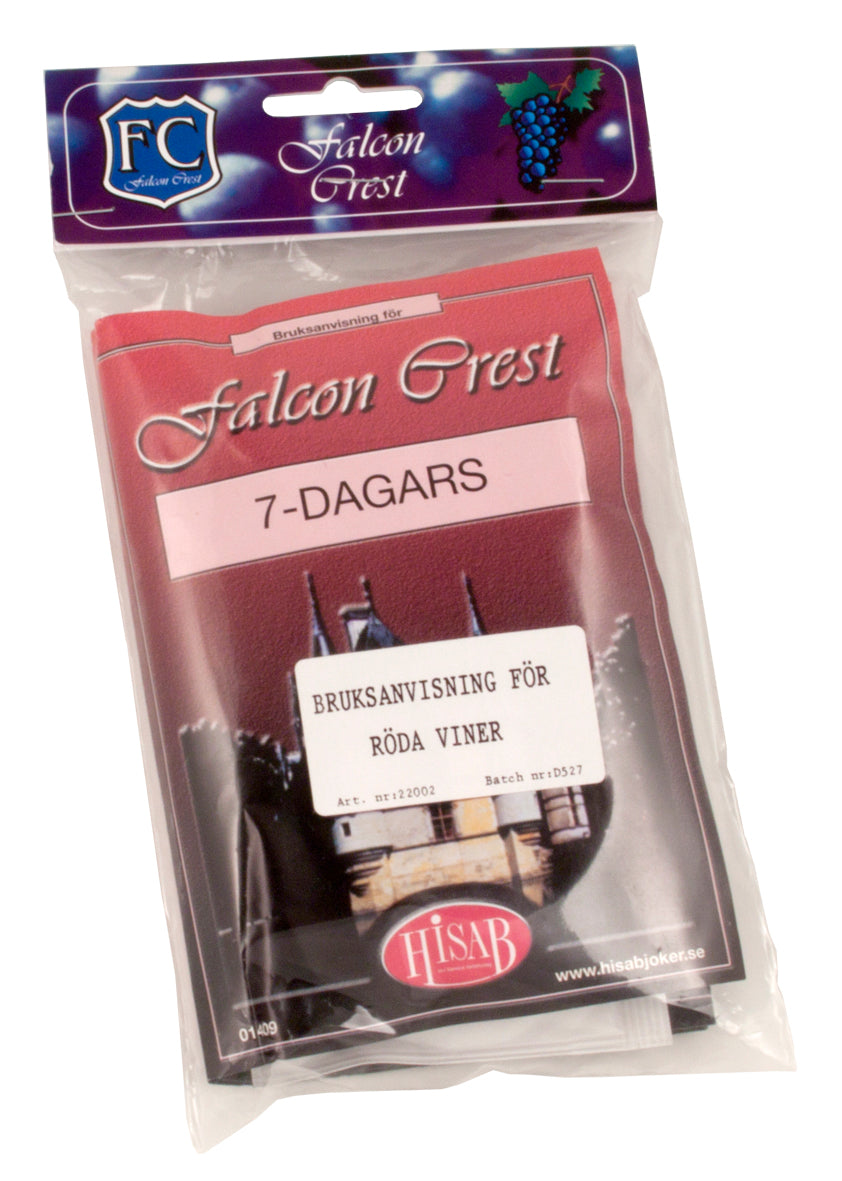 FC
Falcon Crest
Falcon
Crest
Bruksanvisning för
Falcon Crest
7-DAGARS
BRUKSANVISNING FÖR
RÖDA VINER
Art. nr:22002
Batch nr:D527
HISAB
www.hisabjoker.se
01409